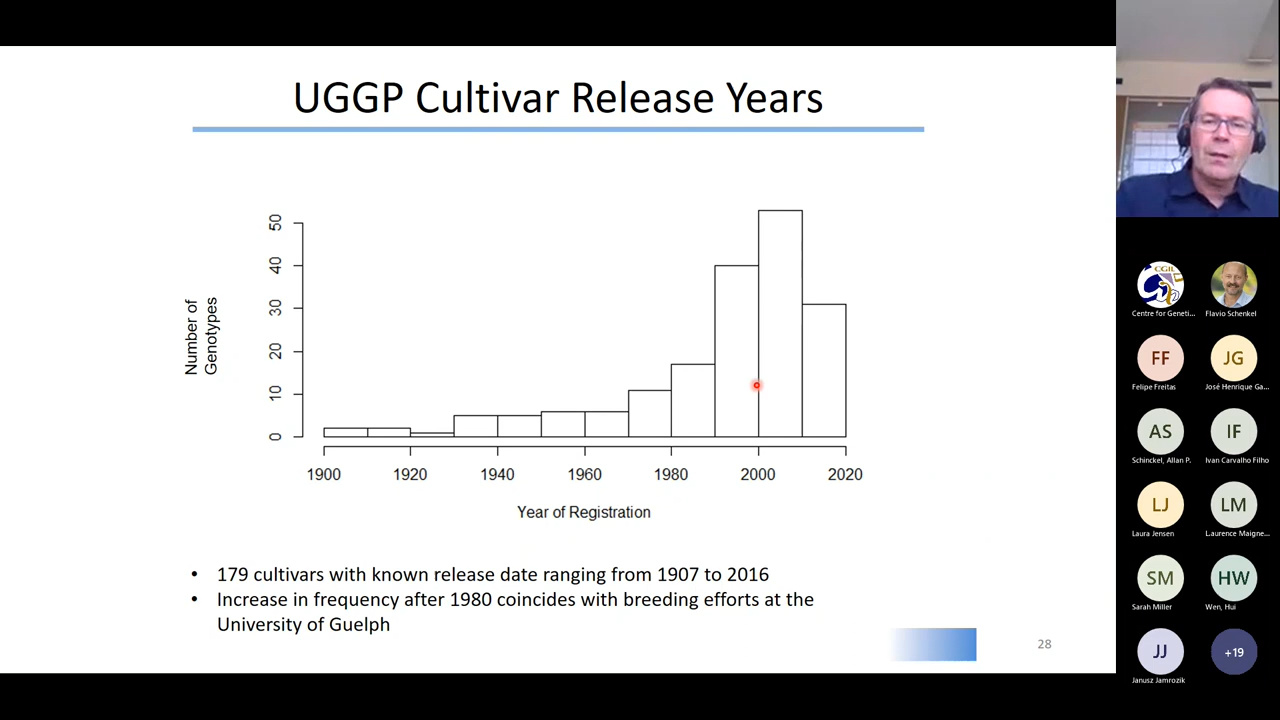 UGGP Cultivar Release Years
Number of
Genotypes
50
40
30
20
10
0
1900
1920
1940
1960
1980
2000
2020
Year of Registration
• 179 cultivars with known release date ranging from 1907 to 2016
• Increase in frequency after 1980 coincides with breeding efforts at the
University of Guelph
28
CGIL
Centre for Geneti...
Flavio Schenkel
FF
Felipe Freitas
JG
José Henrique Ga...
AS
Schinckel, Allan P.
IF
Ivan Carvalho Filho
LJ
Laura Jensen
LM
Laurence Maigne...
SM
Sarah Miller
HW
Wen, Hui
JJ
Janusz Jamrozik
+19